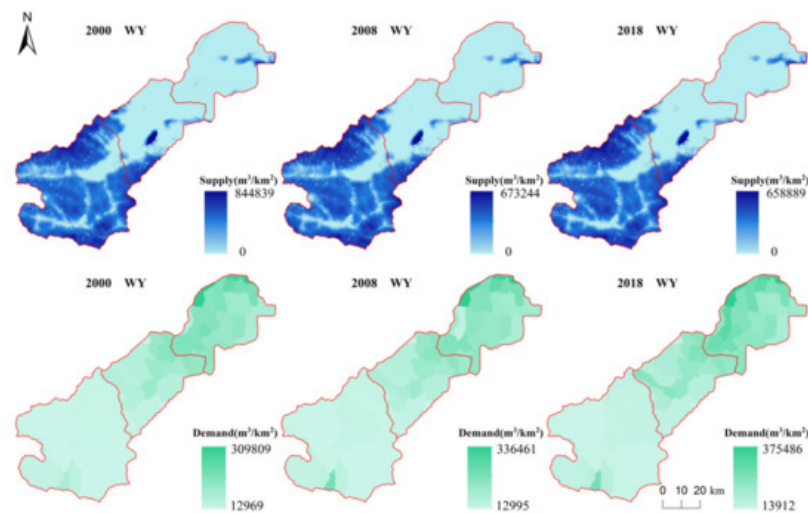 N
2000 WY
2008 WY
2018 WY
Supply(m³/km²)
844839
0
Supply(m³/km²)
673244
0
Supply(m³/km²)
658889
0
2000 WY
2008 WY
2018 WY
Demand(m³/km²)
309809
12969
Demand(m³/km²)
336461
12995
Demand(m³/km²)
375486
13912
0 10 20 km